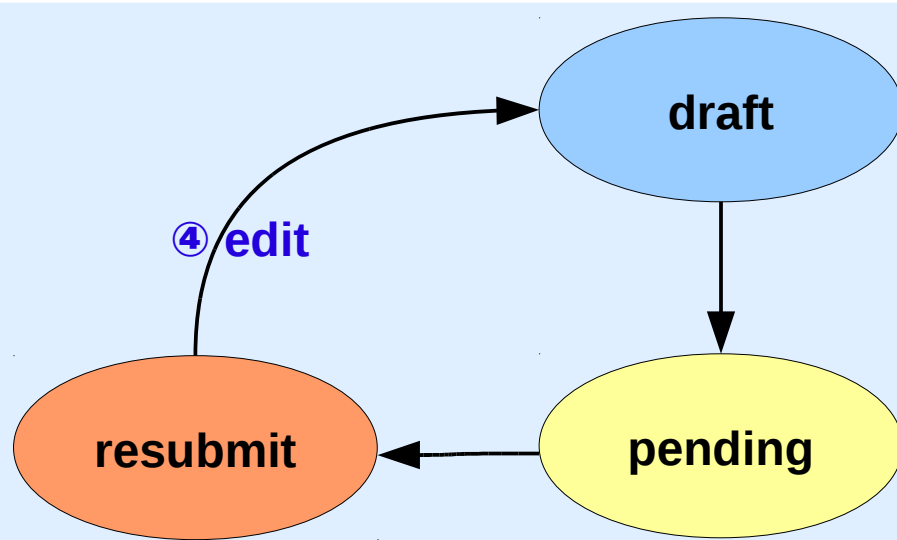 draft
④ edit
resubmit
pending